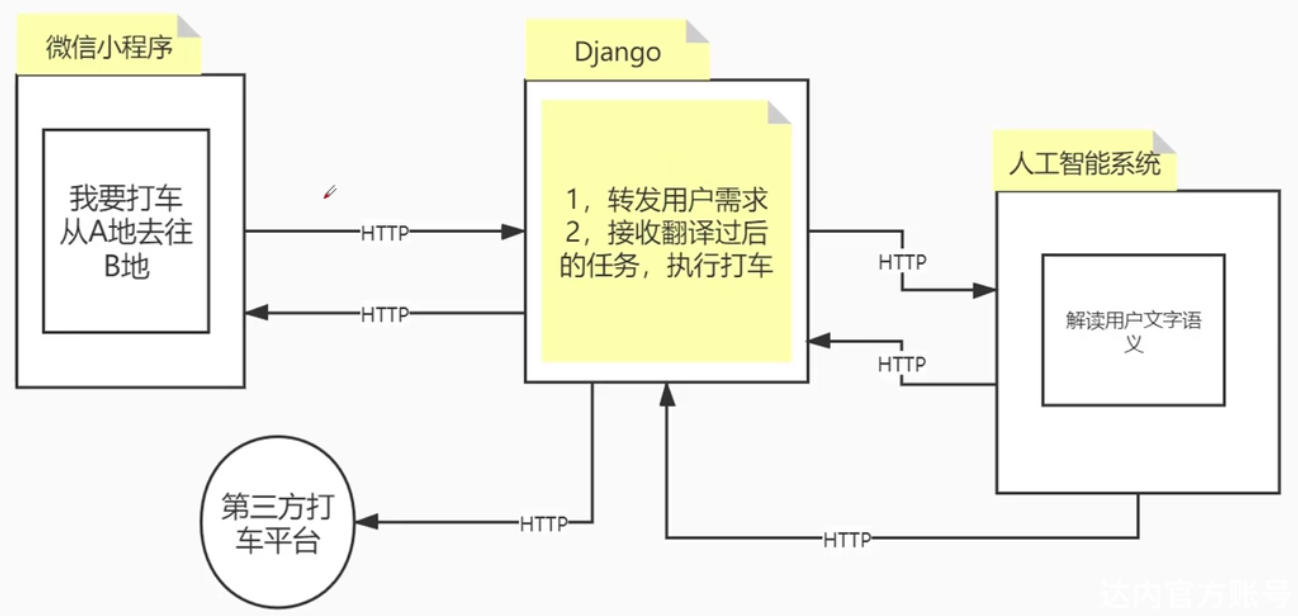 微信小程序
Django
人工智能系统
我要打车
从A地去往
B地
HTTP
HTTP
1，转发用户需求
2，接收翻译过后
的任务，执行打车
HTTP
HTTP
解读用户文字语
义
第三方打
车平台
HTTP
HTTP
达内官方账号